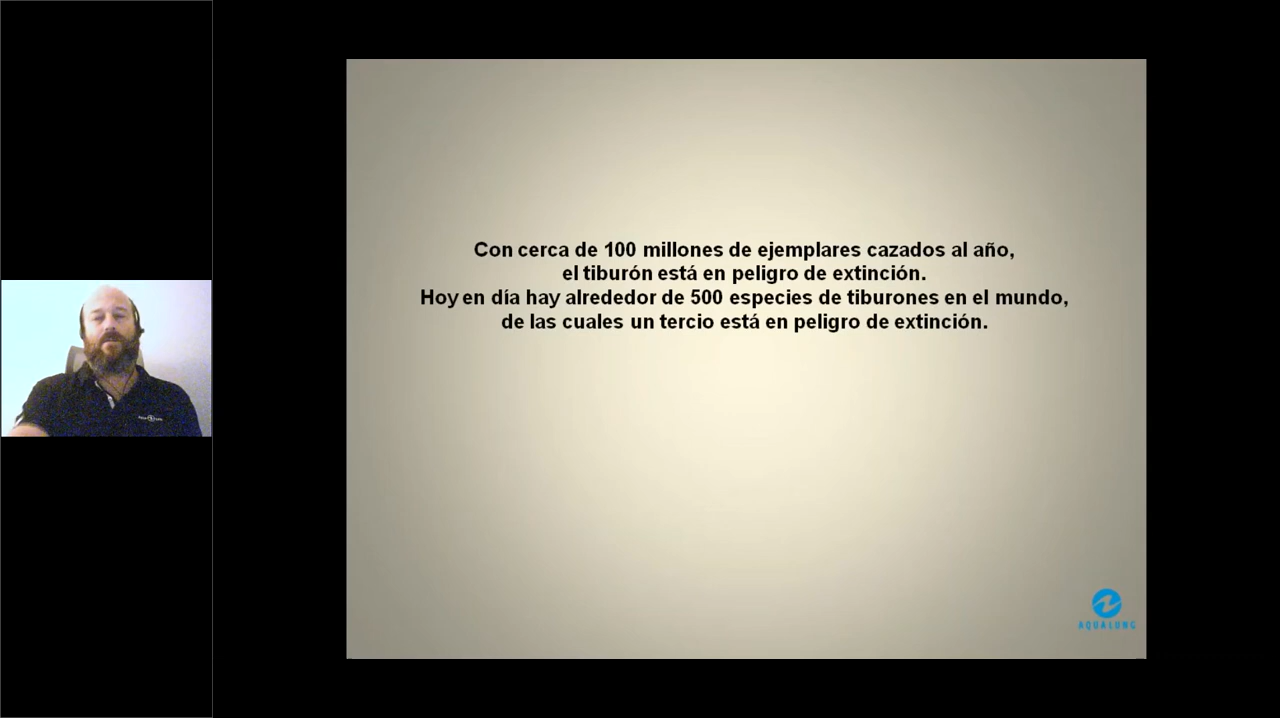 Con cerca de 100 millones de ejemplares cazados al año,
el tiburón está en peligro de extinción.
Hoy en día hay alrededor de 500 especies de tiburones en el mundo,
de las cuales un tercio está en peligro de extinción.
AQUALUNG